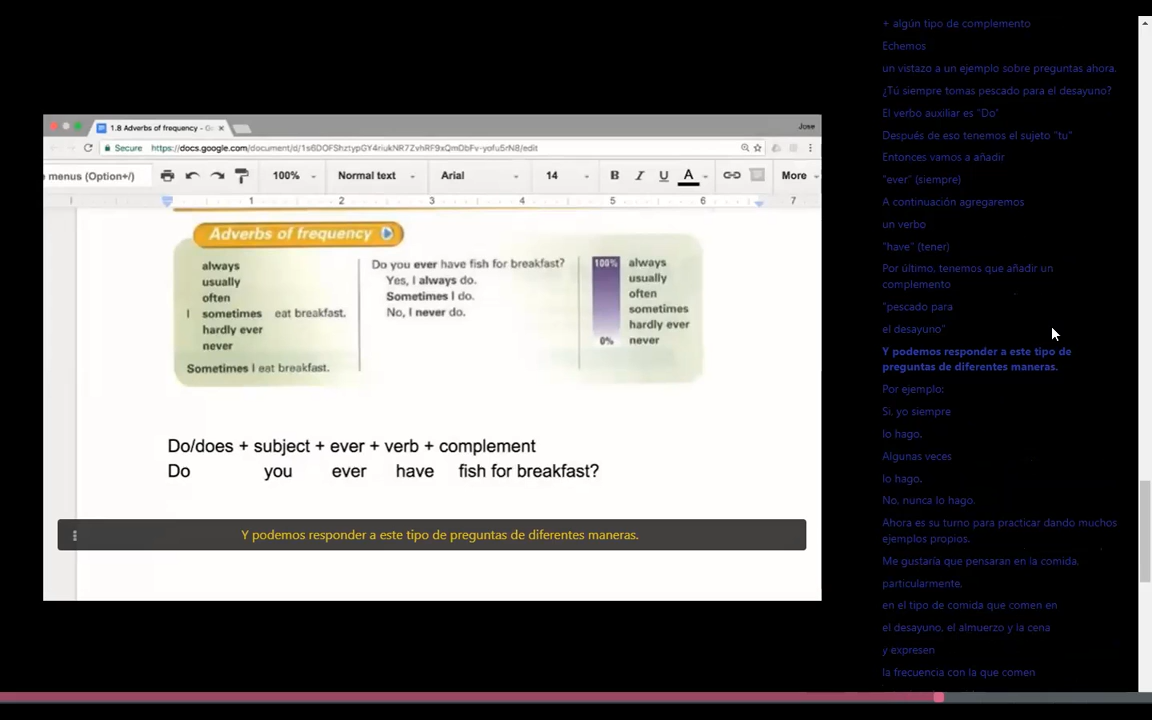 1.8 Adverbs of frequency - Go
Jose
Secure https://docs.google.com/document/d/1s6DOFShztypGY4riukNR7ZvhRF9xQmDbFv-yofu5rN8/edit
menus (Option+/)
100%
Normal text
Arial
14
B I U A
More
1 2 3 4 5 6 7
Adverbs of frequency
always
usually
often
I sometimes eat breakfast.
hardly ever
never
Sometimes I eat breakfast.
Do you ever have fish for breakfast?
Yes, I always do.
Sometimes I do.
No, I never do.
100% always
usually
often
sometimes
hardly ever
0% never
Do/does + subject + ever + verb + complement
Do you ever have fish for breakfast?
Y podemos responder a este tipo de preguntas de diferentes maneras.
+ algún tipo de complemento
Echemos
un vistazo a un ejemplo sobre preguntas ahora.
¿Tú siempre tomas pescado para el desayuno?
El verbo auxiliar es "Do"
Después de eso tenemos el sujeto "tu"
Entonces vamos a añadir
"ever" (siempre)
A continuación agregaremos
un verbo
"have" (tener)
Por último, tenemos que añadir un
complemento
"pescado para
el desayuno"
Y podemos responder a este tipo de
preguntas de diferentes maneras.
Por ejemplo:
Si, yo siempre
lo hago.
Algunas veces
lo hago.
No, nunca lo hago.
Ahora es su turno para practicar dando muchos
ejemplos propios.
Me gustaría que pensaran en la comida,
particularmente,
en el tipo de comida que comen en
el desayuno, el almuerzo y la cena
y expresen
la frecuencia con la que comen